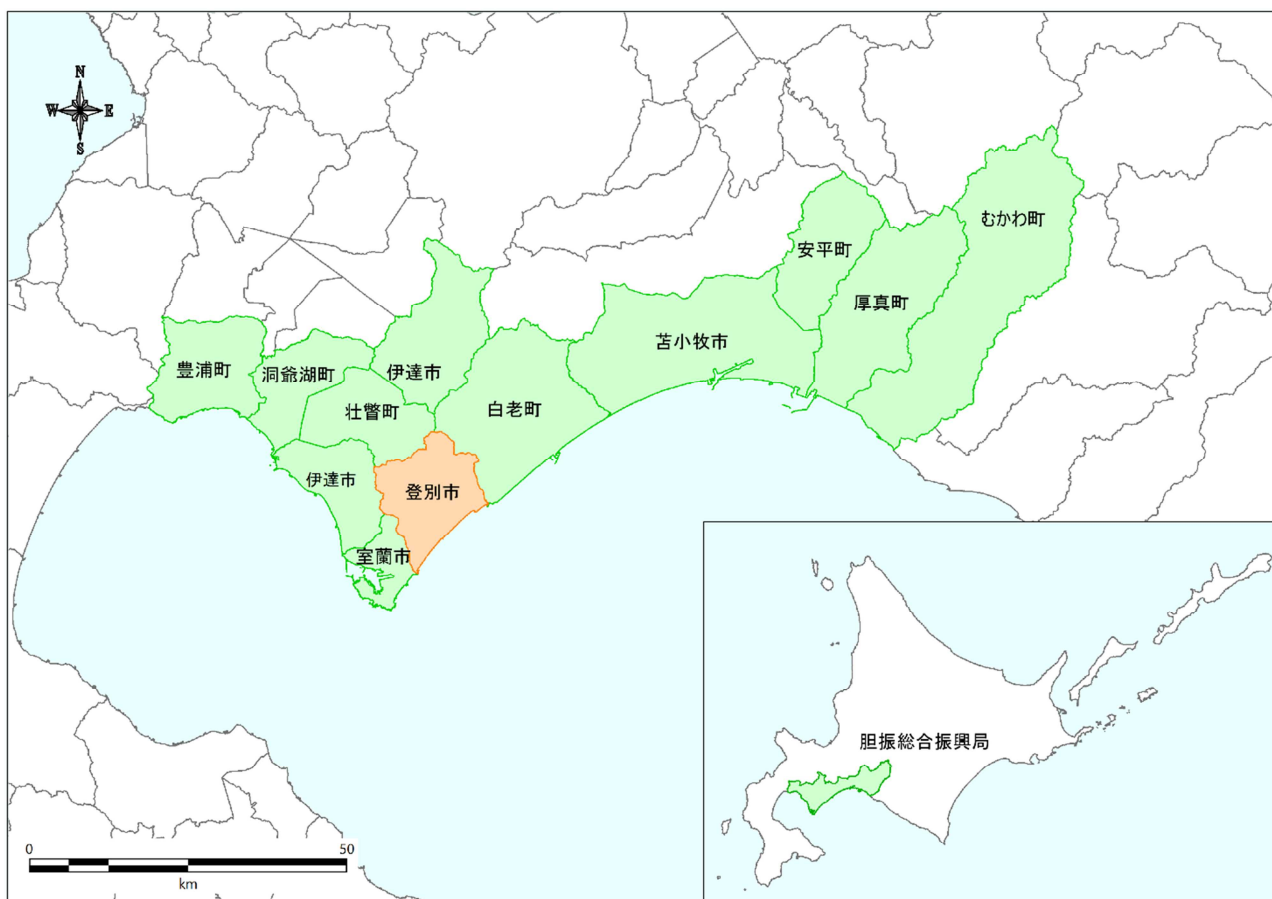 N
W E
S
むかわ町
安平町
厚真町
苫小牧市
豊浦町
洞爺湖町
伊達市
壮瞥町
白老町
伊達市
登別市
室蘭市
胆振総合振興局
0 50
km